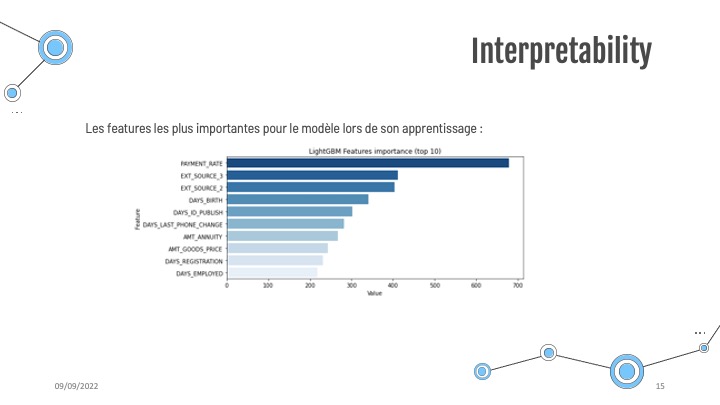 Interpretability
Les features les plus importantes pour le modèle lors de son apprentissage :
LightGBM Features importance (top 10)
PAYMENT_RATE
EXT_SOURCE_3
EXT_SOURCE_2
DAYS_BIRTH
DAYS_ID_PUBLISH
DAYS_LAST_PHONE_CHANGE
AMT_ANNUITY
AMT_GOODS_PRICE
DAYS_REGISTRATION
DAYS_EMPLOYED
Feature
0 100 200 300 400 500 600 700
Value
09/09/2022
15